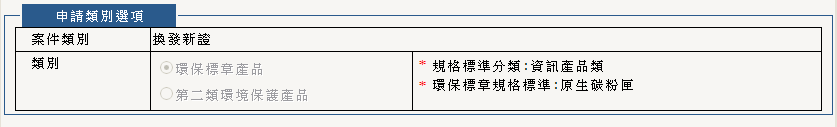 申請類別選項
案件類別 換發新證
類別
環保標章產品
第二類環境保護產品
* 規格標準分類:資訊產品類
* 環保標章規格標準:原生碳粉匣